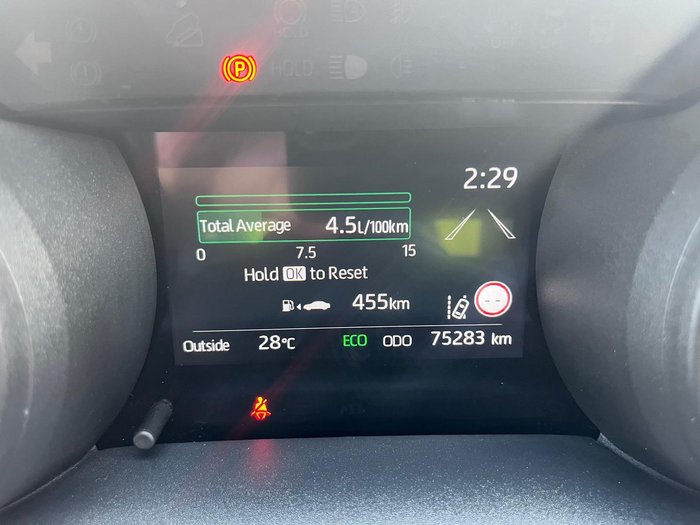 HOLD
(P) HOLD
2:29
Total Average 4.5L/100km
0 7.5 15
Hold OK to Reset
455km
--
Outside 28°C ECO ODO 75283 km